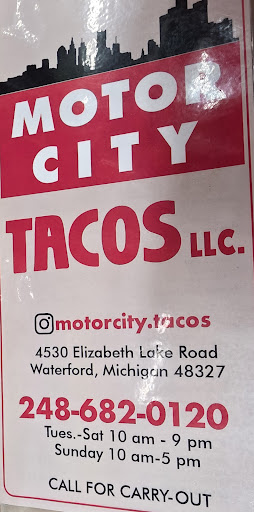 MOTOR
CITY
TACOS LLC.
motorcity.tacos
4530 Elizabeth Lake Road
Waterford, Michigan 48327
248-682-0120
Tues.-Sat 10 am - 9 pm
Sunday 10 am-5 pm
CALL FOR CARRY-OUT